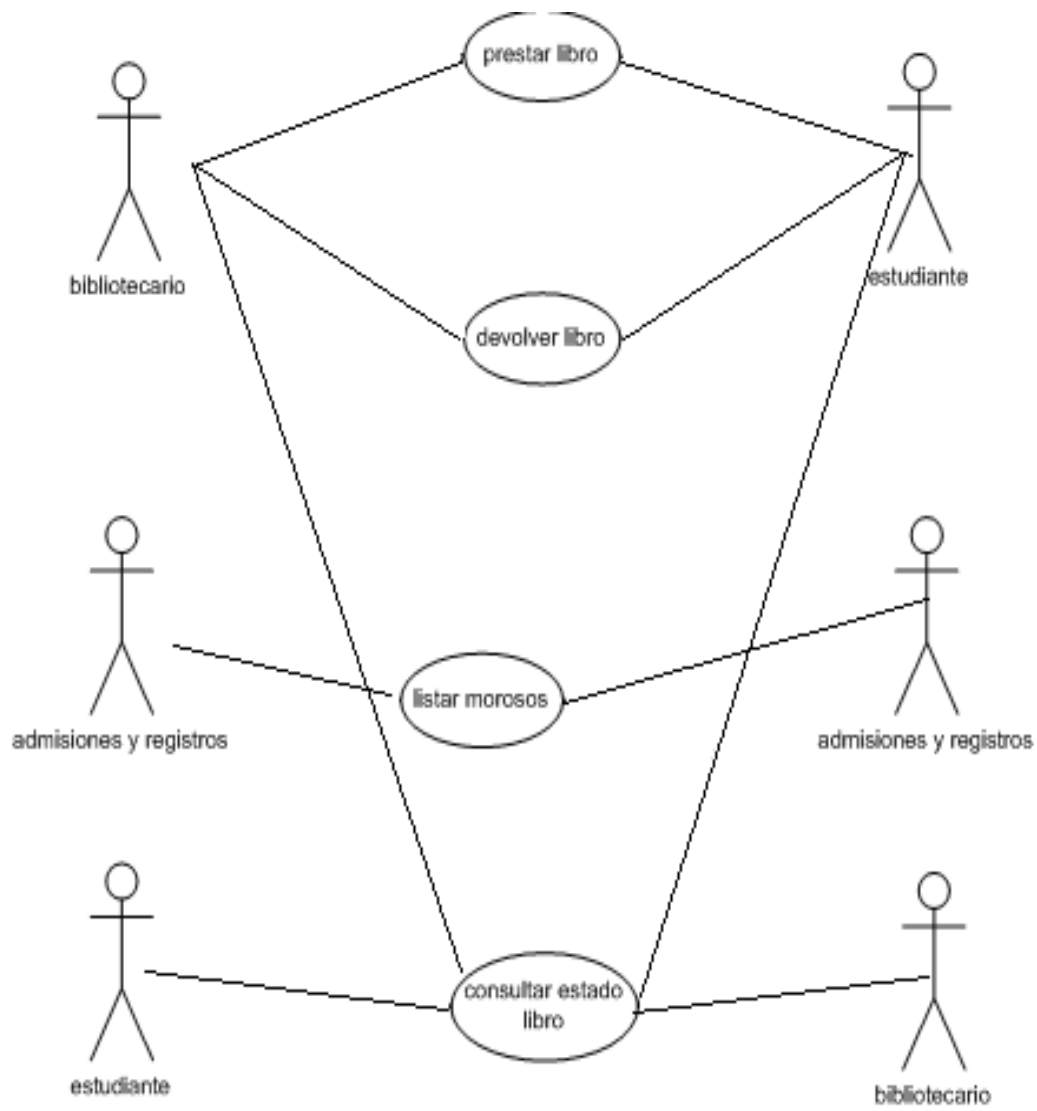 prestar libro
bibliotecario
estudiante
devolver libro
listar morosos
admisiones y registros
admisiones y registros
consultar estado
libro
estudiante
bibliotecario